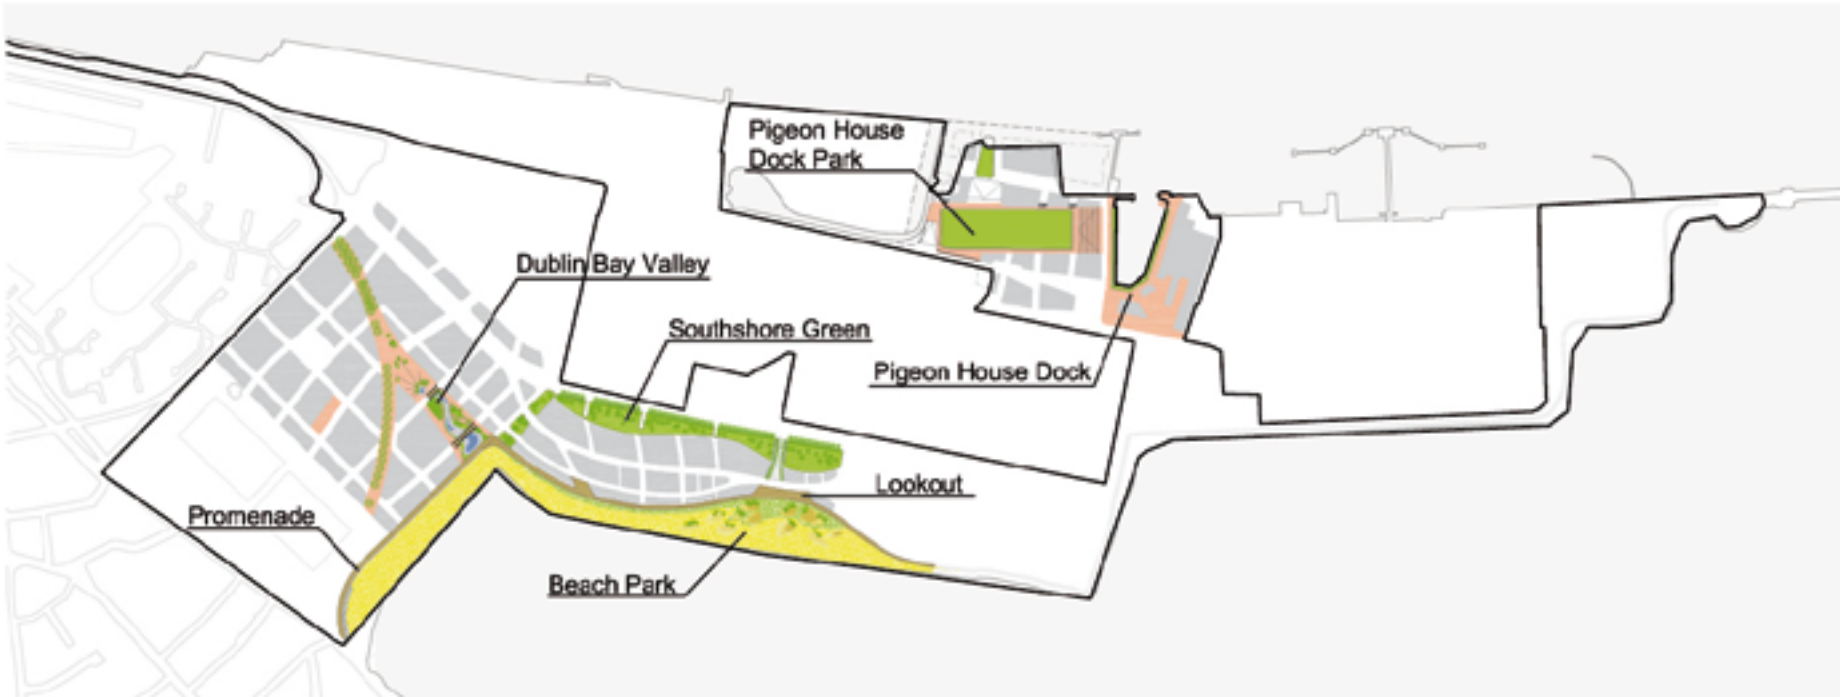 Pigeon House
Dock Park
Dublin Bay Valley
Southshore Green
Pigeon House Dock
Lookout
Promenade
Beach Park